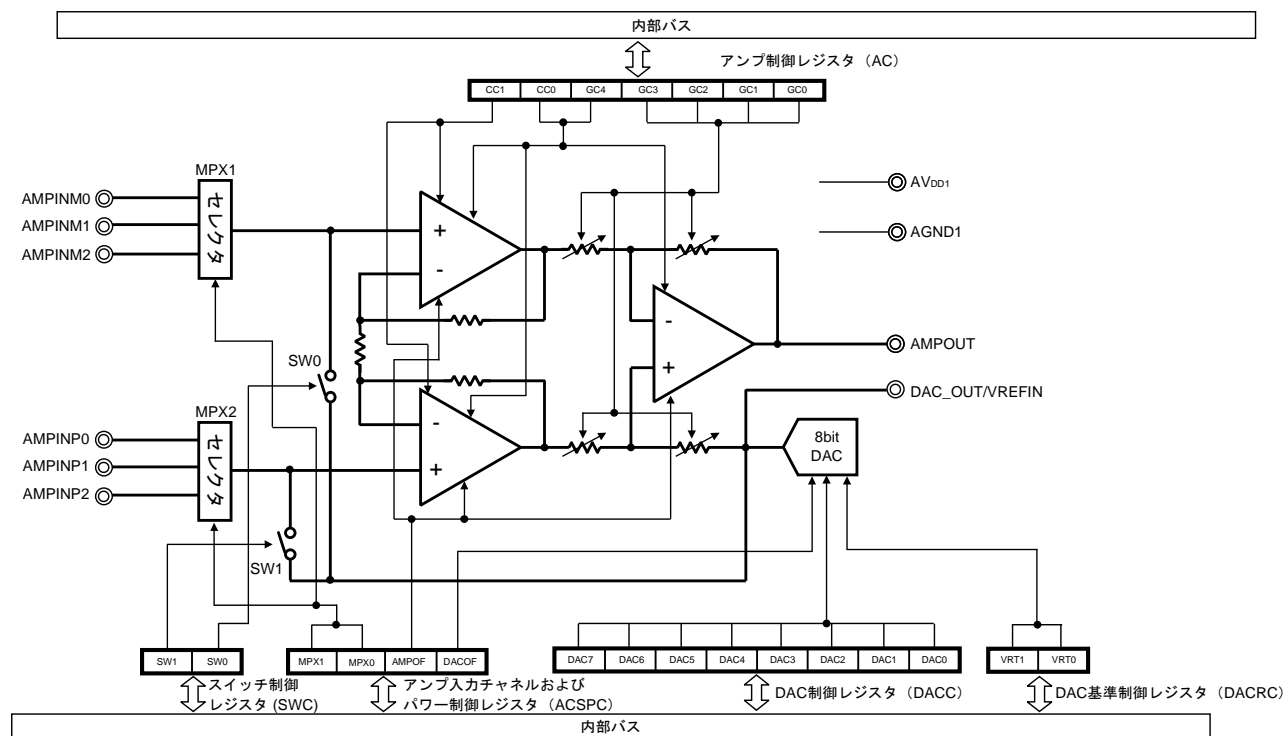 内部バス
アンプ制御レジスタ（AC）
CC1 CC0 GC4 GC3 GC2 GC1 GC0
MPX1
セレクタ
AMPINM0
AMPINM1
AMPINM2
+
-
AVDD1
AGND1
-
+
AMPOUT
SW0
DAC_OUT/VREFIN
MPX2
セレクタ
AMPINP0
AMPINP1
AMPINP2
-
+
8bit
DAC
SW1
SW1 SW0
MPX1 MPX0 AMPOF DACOF
DAC7 DAC6 DAC5 DAC4 DAC3 DAC2 DAC1 DAC0
VRT1 VRT0
スイッチ制御
レジスタ (SWC)
アンプ入力チャネルおよび
パワー制御レジスタ（ACSPC）
DAC制御レジスタ（DACC）
DAC基準制御レジスタ（DACRC）
内部バス